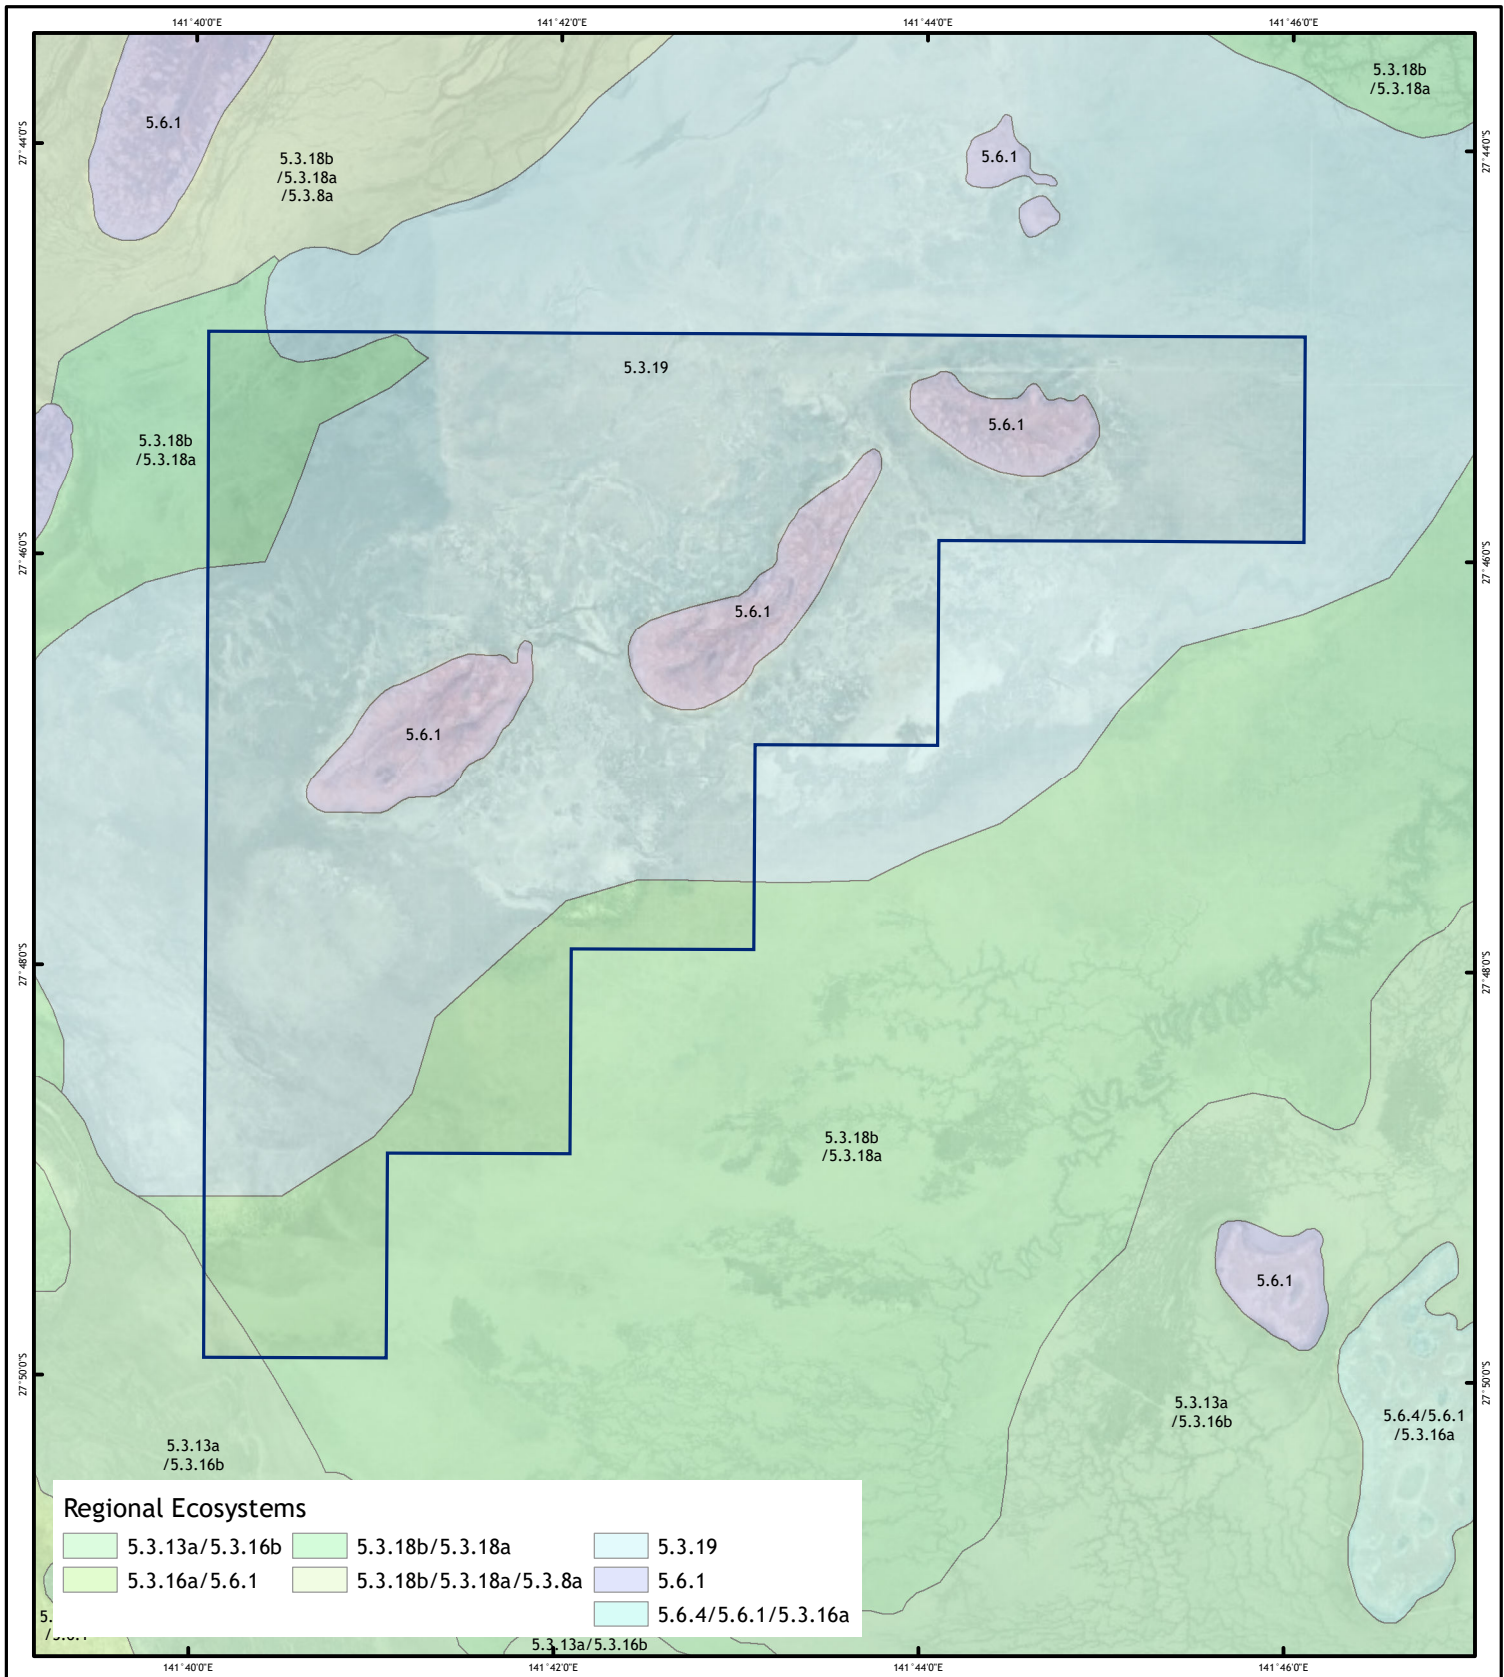 141°40'0"E
141°42'0"E
141°44'0"E
141°46'0"E
5.3.18b
/5.3.18a
5.6.1
27°44'0"S
27°44'0"S
5.3.18b
/5.3.18a
/5.3.8a
5.6.1
5.3.19
5.6.1
5.3.18b
/5.3.18a
27°46'0"S
27°46'0"S
5.6.1
5.6.1
27°48'0"S
27°48'0"S
5.3.18b
/5.3.18a
5.6.1
27°50'0"S
27°50'0"S
5.3.13a
/5.3.16b
5.6.4/5.6.1
/5.3.16a
5.3.13a
/5.3.16b
Regional Ecosystems
5.3.13a/5.3.16b
5.3.18b/5.3.18a
5.3.19
5.3.16a/5.6.1
5.3.18b/5.3.18a/5.3.8a
5.6.1
5.6.4/5.6.1/5.3.16a
5.3.13a/5.3.16b
141°40'0"E
141°42'0"E
141°44'0"E
141°46'0"E